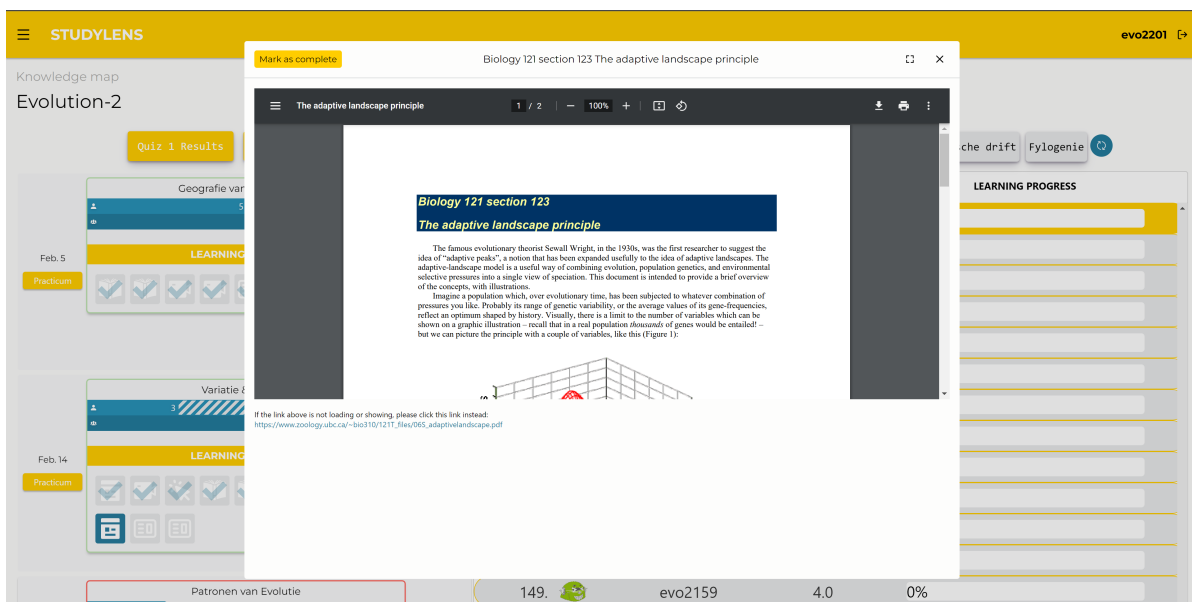 STUDYLENS
evo2201
Knowledge map
Evolution-2
Mark as complete
Biology 121 section 123 The adaptive landscape principle
The adaptive landscape principle
1 / 2
100%
Quiz 1 Results
che drift
Fylogenie
Biology 121 section 123
The adaptive landscape principle
The famous evolutionary theorist Sewall Wright, in the 1930s, was the first researcher to suggest the
idea of “adaptive peaks”, a notion that has been expanded usefully to the idea of adaptive landscapes. The
adaptive-landscape model is a useful way of combining evolution, population genetics, and environmental
selective pressures into a single view of speciation. This document is intended to provide a brief overview
of the concepts, with illustrations.
Imagine a population which, over evolutionary time, has been subjected to whatever combination of
pressures you like. Probably its range of genetic variability, or the average values of its gene-frequencies,
reflect an optimum shaped by history. Visually, there is a limit to the number of variables which can be
shown on a graphic illustration – recall that in a real population thousands of genes would be entailed! –
but we can picture the principle with a couple of variables, like this (Figure 1):
If the link above is not loading or showing, please click this link instead:
https://www.zoology.ubc.ca/~bio310/121T_files/06S_adaptivelandscape.pdf
Feb. 5
Practicum
Geografie van
5
LEARNING
Feb. 14
Practicum
Variatie &
3
LEARNING
Patronen van Evolutie
LEARNING PROGRESS
149.
evo2159
4.0
0%